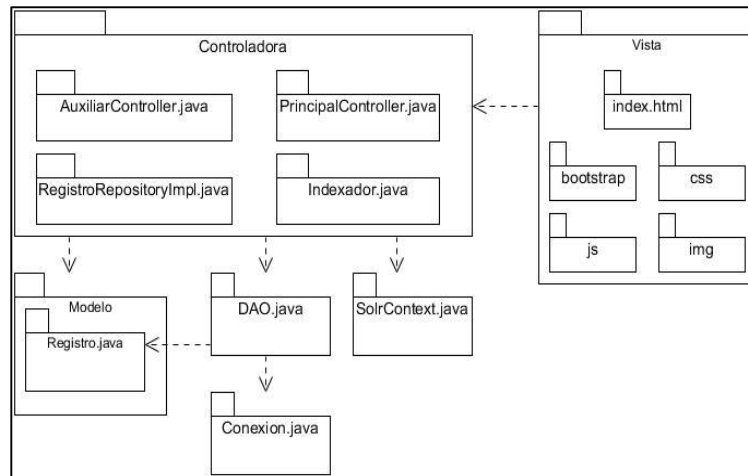 Controladora
Vista
AuxiliarController.java
PrincipalController.java
index.html
RegistroRepositoryImpl.java
Indexador.java
bootstrap
css
js
img
Modelo
DAO.java
SolrContext.java
Registro.java
Conexion.java